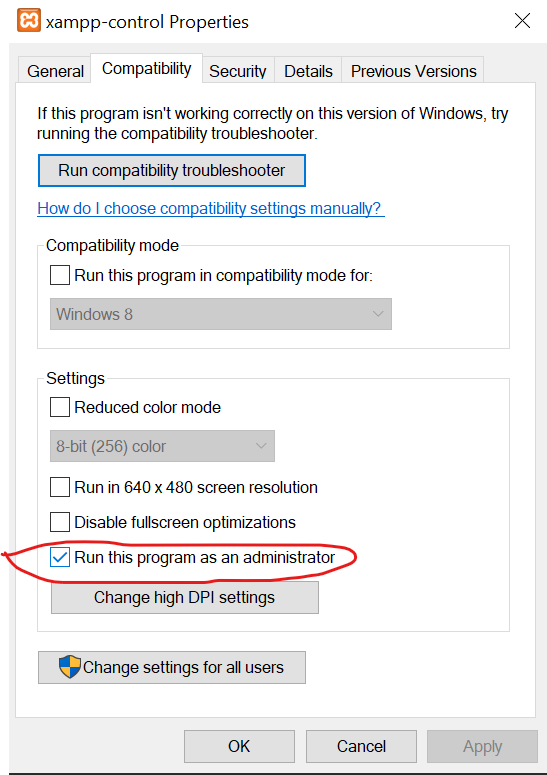 xampp-control Properties
General Compatibility Security Details Previous Versions
If this program isn't working correctly on this version of Windows, try
running the compatibility troubleshooter.
Run compatibility troubleshooter
How do I choose compatibility settings manually?
Compatibility mode
Run this program in compatibility mode for:
Windows 8
Settings
Reduced color mode
8-bit (256) color
Run in 640 x 480 screen resolution
Disable fullscreen optimizations
Run this program as an administrator
Change high DPI settings
Change settings for all users
OK Cancel Apply